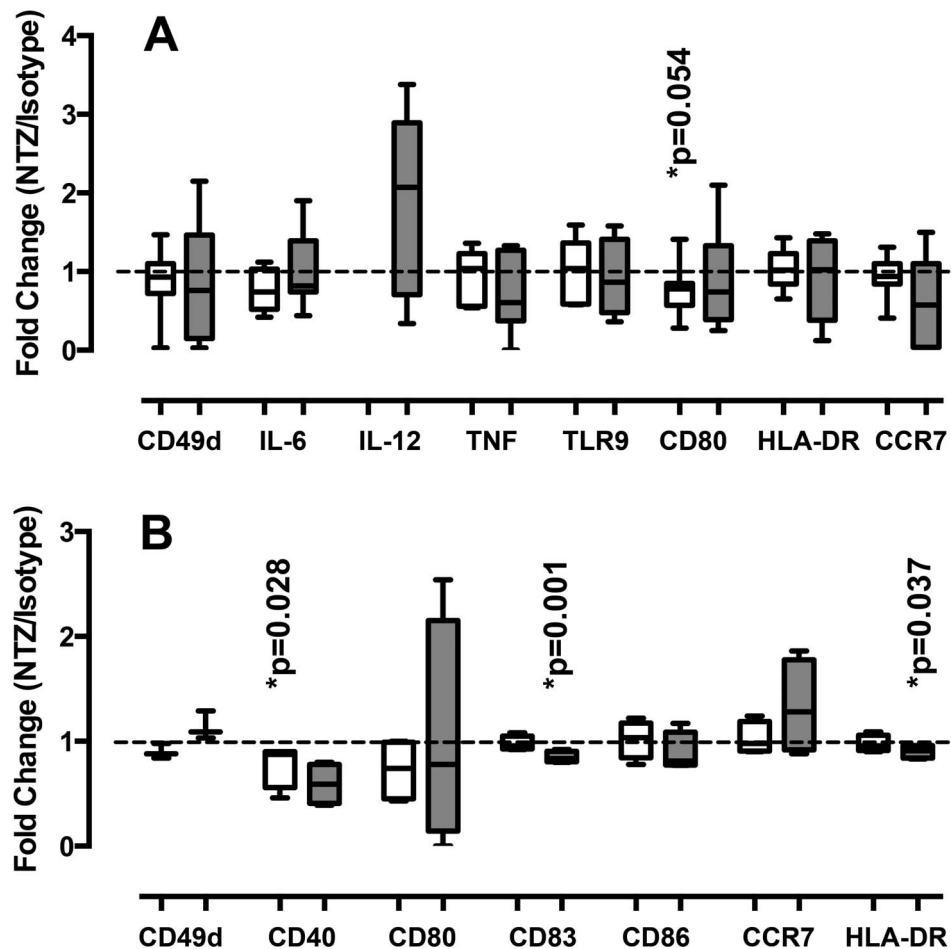 A
Fold Change (NTZ/Isotype)
4
3
2
1
0
*p=0.054
CD49d IL-6 IL-12 TNF TLR9 CD80 HLA-DR CCR7
B
Fold Change (NTZ/Isotype)
3
2
1
0
*p=0.028
*p=0.001
*p=0.037
CD49d CD40 CD80 CD83 CD86 CCR7 HLA-DR